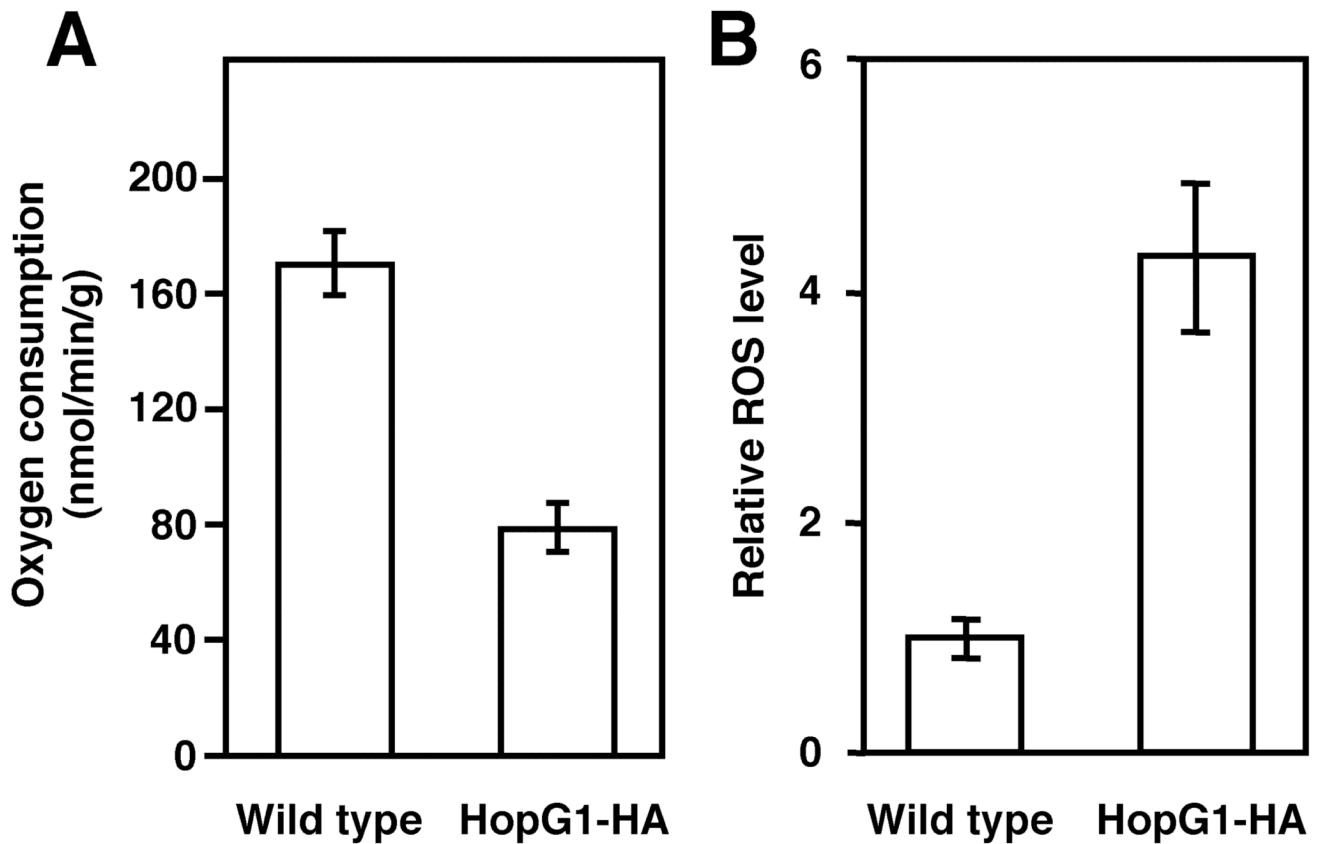 A
Oxygen consumption
(nmol/min/g)
200
160
120
80
40
0
Wild type
HopG1-HA
B
Relative ROS level
6
4
2
0
Wild type
HopG1-HA